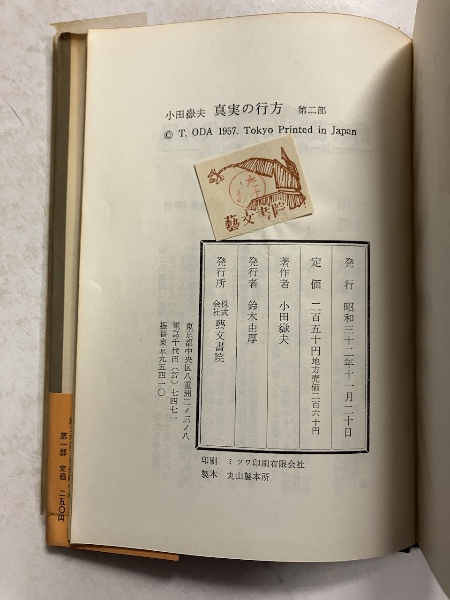 小田嶽夫 真実の行方 第二部
© T. ODA 1957. Tokyo Printed in Japan
藝文書院
発行 昭和三十二年十一月二十日
定価 二百五十円 地方売価二百六十円
著作者 小田嶽夫
発行者 鈴木由厚
発行所 株式会社 藝文書院
東京都中央区八重洲二ノ三ノ八
電話千代田(27)七四七一
振替東京九五四一〇
印刷 ミツワ印刷有限会社
製本 丸山製本所
第一部 定価 二五〇円